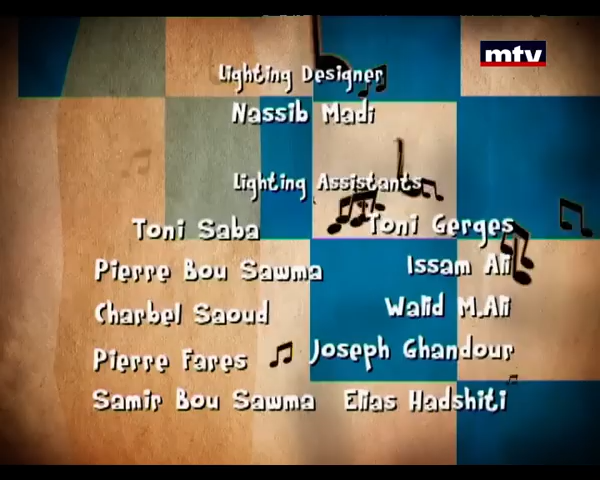 mtv
Lighting Designer
Nassib Madi
Lighting Assistants
Toni Saba Toni Gerges
Pierre Bou Sawma Issam Ali
Charbel Saoud Walid M.Ali
Pierre Fares Joseph Ghandour
Samir Bou Sawma Elias Hadshiti